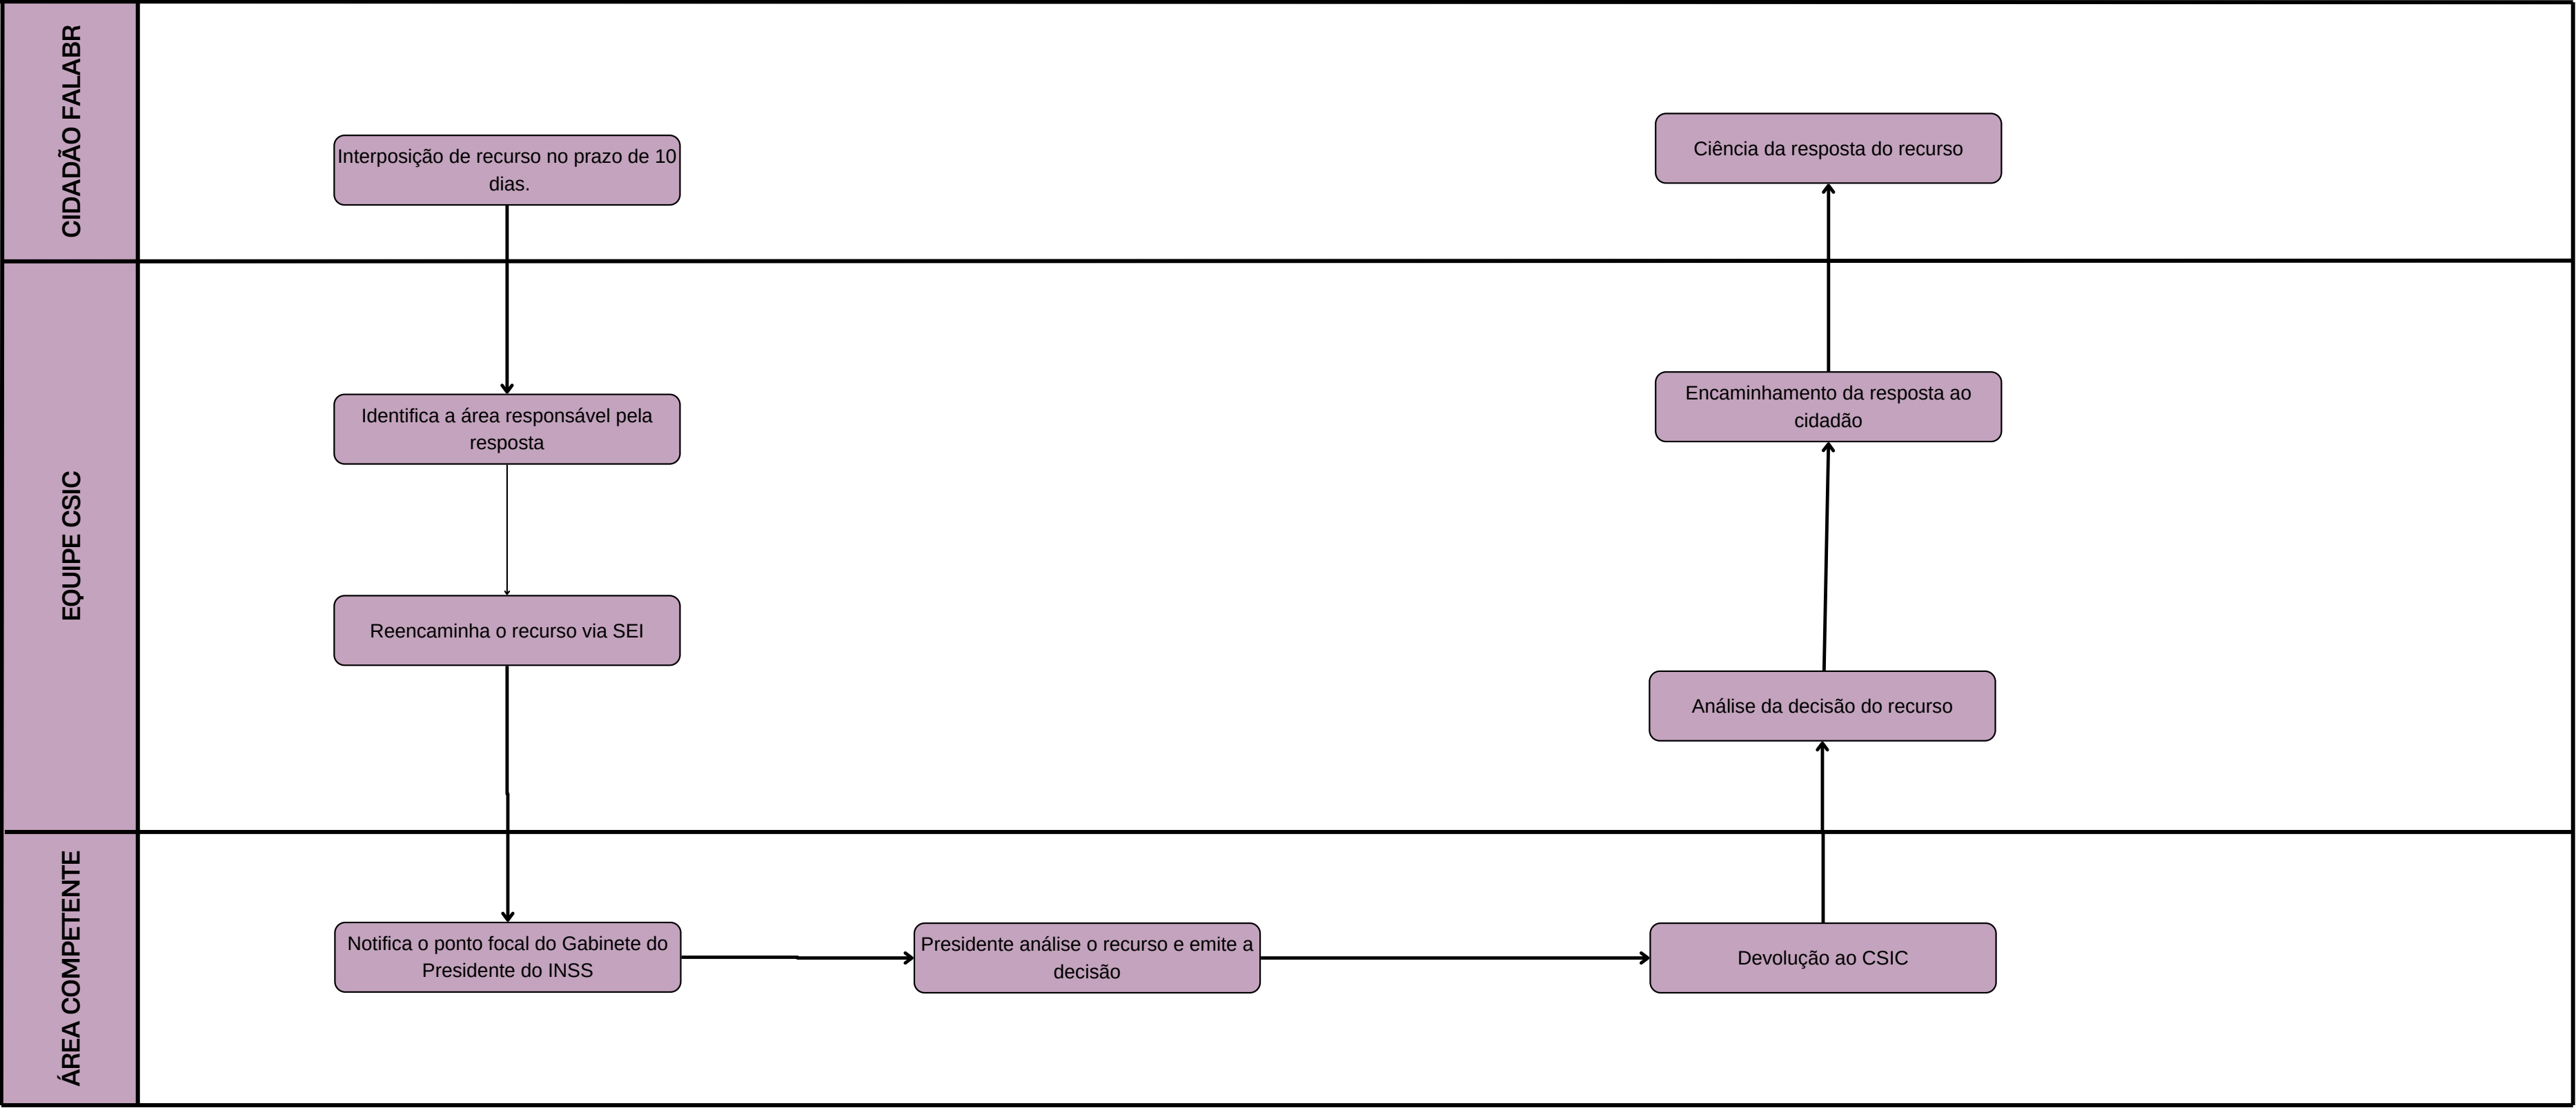 CIDADÃO FALABR
Interposição de recurso no prazo de 10
dias.
Ciência da resposta do recurso
EQUIPE CSIC
Identifica a área responsável pela
resposta
Reencaminha o recurso via SEI
Encaminhamento da resposta ao
cidadão
Análise da decisão do recurso
ÁREA COMPETENTE
Notifica o ponto focal do Gabinete do
Presidente do INSS
Presidente análise o recurso e emite a
decisão
Devolução ao CSIC